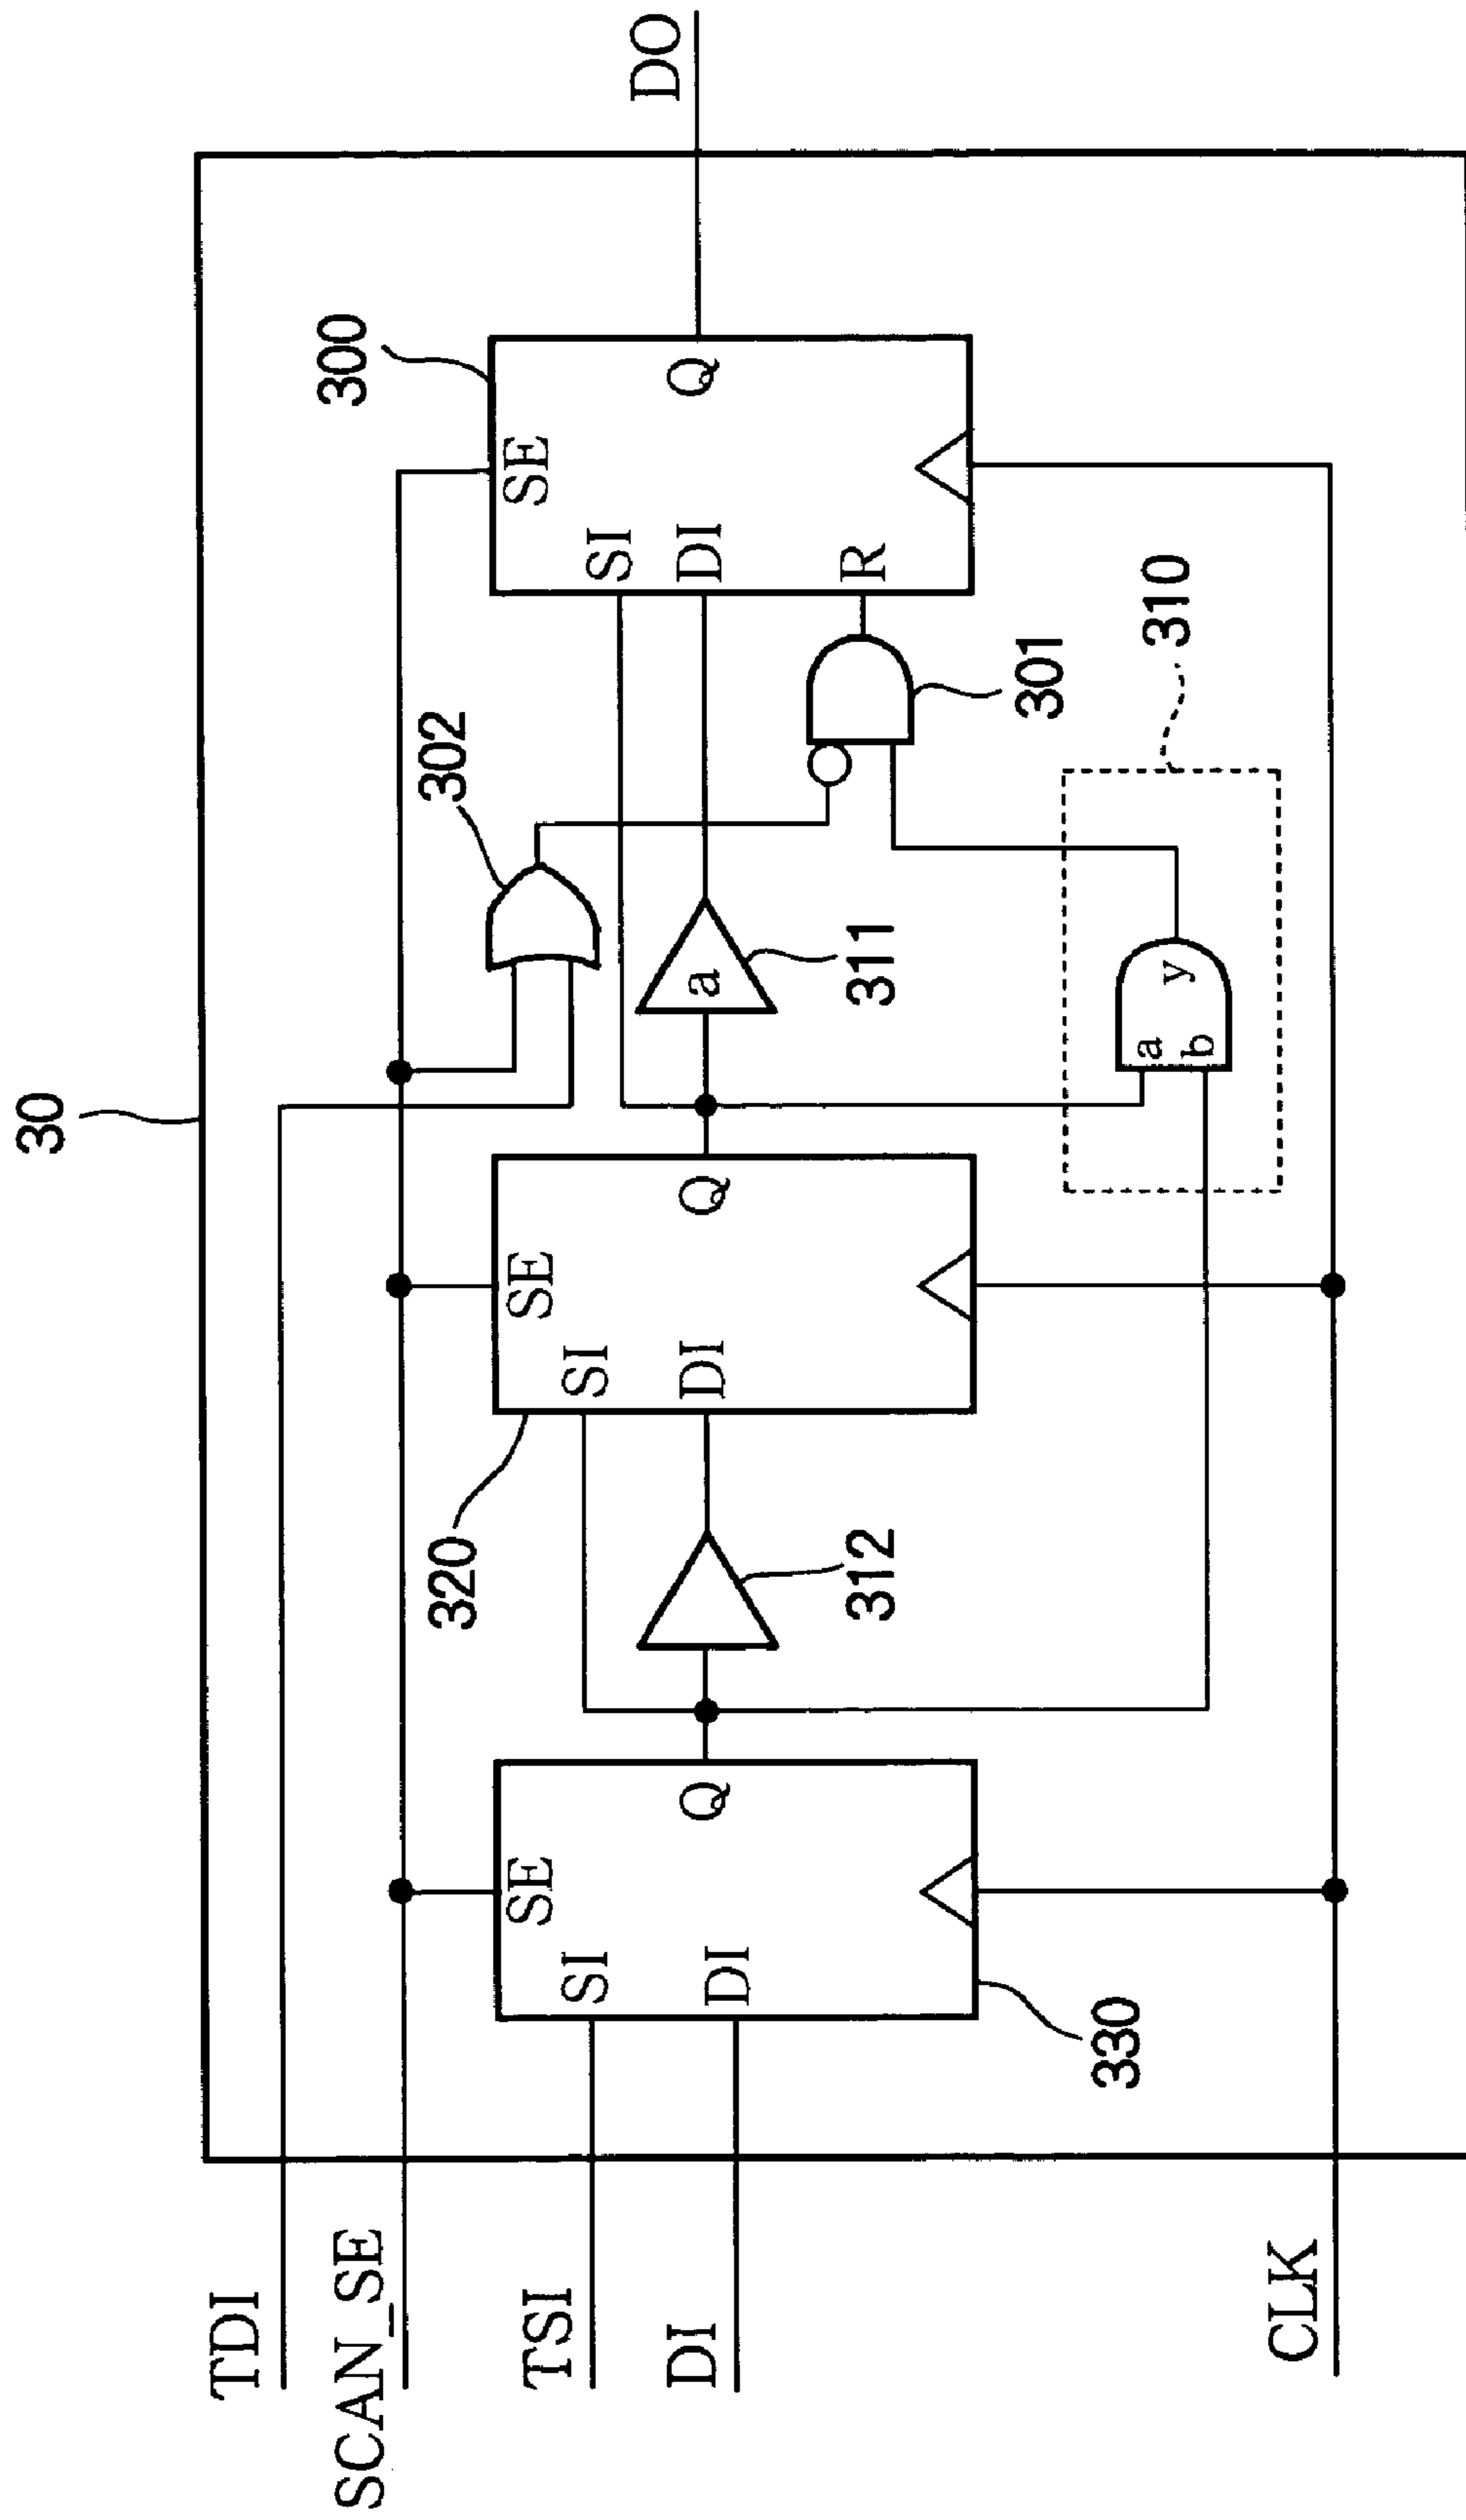 30
TDI
SCAN_SE
TSI
DI
CLK
330
SE
SI
DI
Q
312
320
SE
SI
DI
Q
302
a
311
a
b
y
310
301
300
SE
SI
DI
R
Q
DO